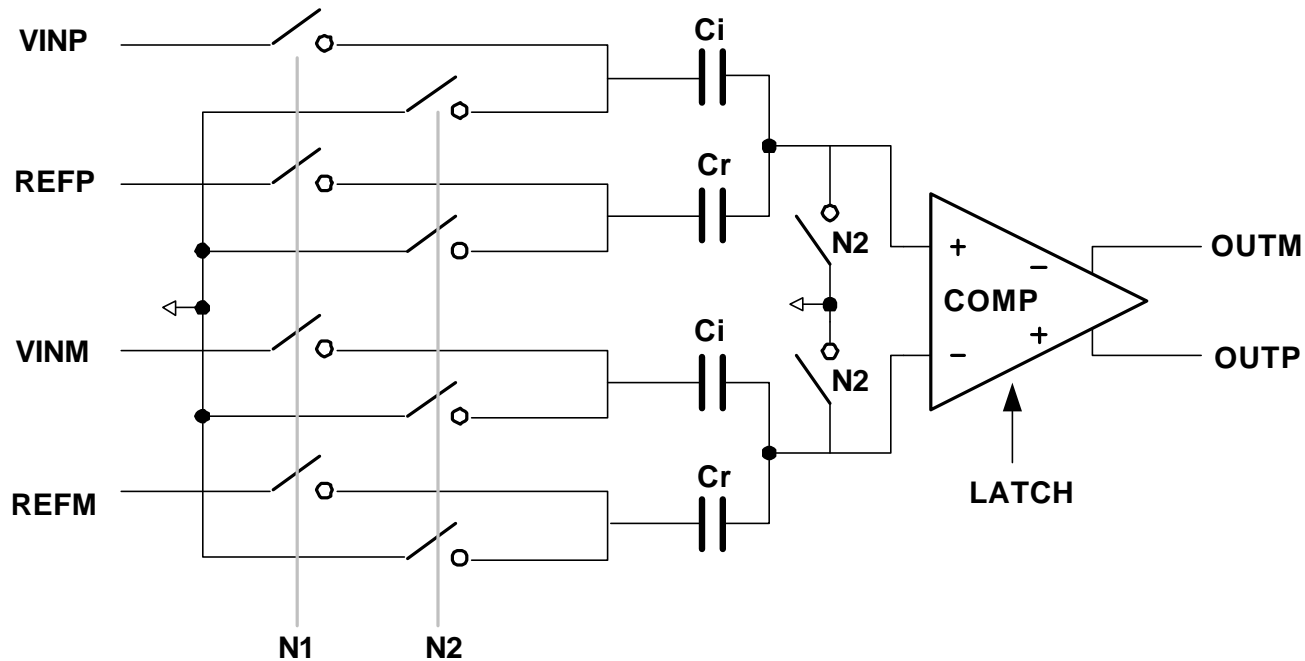 VINP
Ci
REFP
Cr
N2
OUTM
+
−
COMP
VINM
Ci
N2
−
+
OUTP
REFM
Cr
LATCH
N1
N2